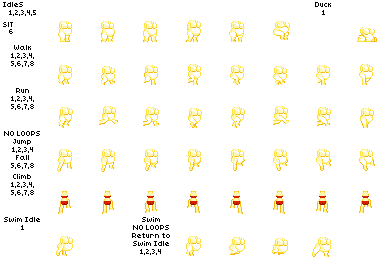 IdleS
1,2,3,4,5
Duck
1
SIT
6
Walk
1,2,3,4,
5,6,7,8
Run
1,2,3,4,
5,6,7,8
NO LOOPS
Jump
1,2,3,4
Fall
5,6,7,8
Climb
1,2,3,4,
5,6,7,8
Swim Idle
1
Swim
NO LOOPS
Return to
Swim Idle
1,2,3,4